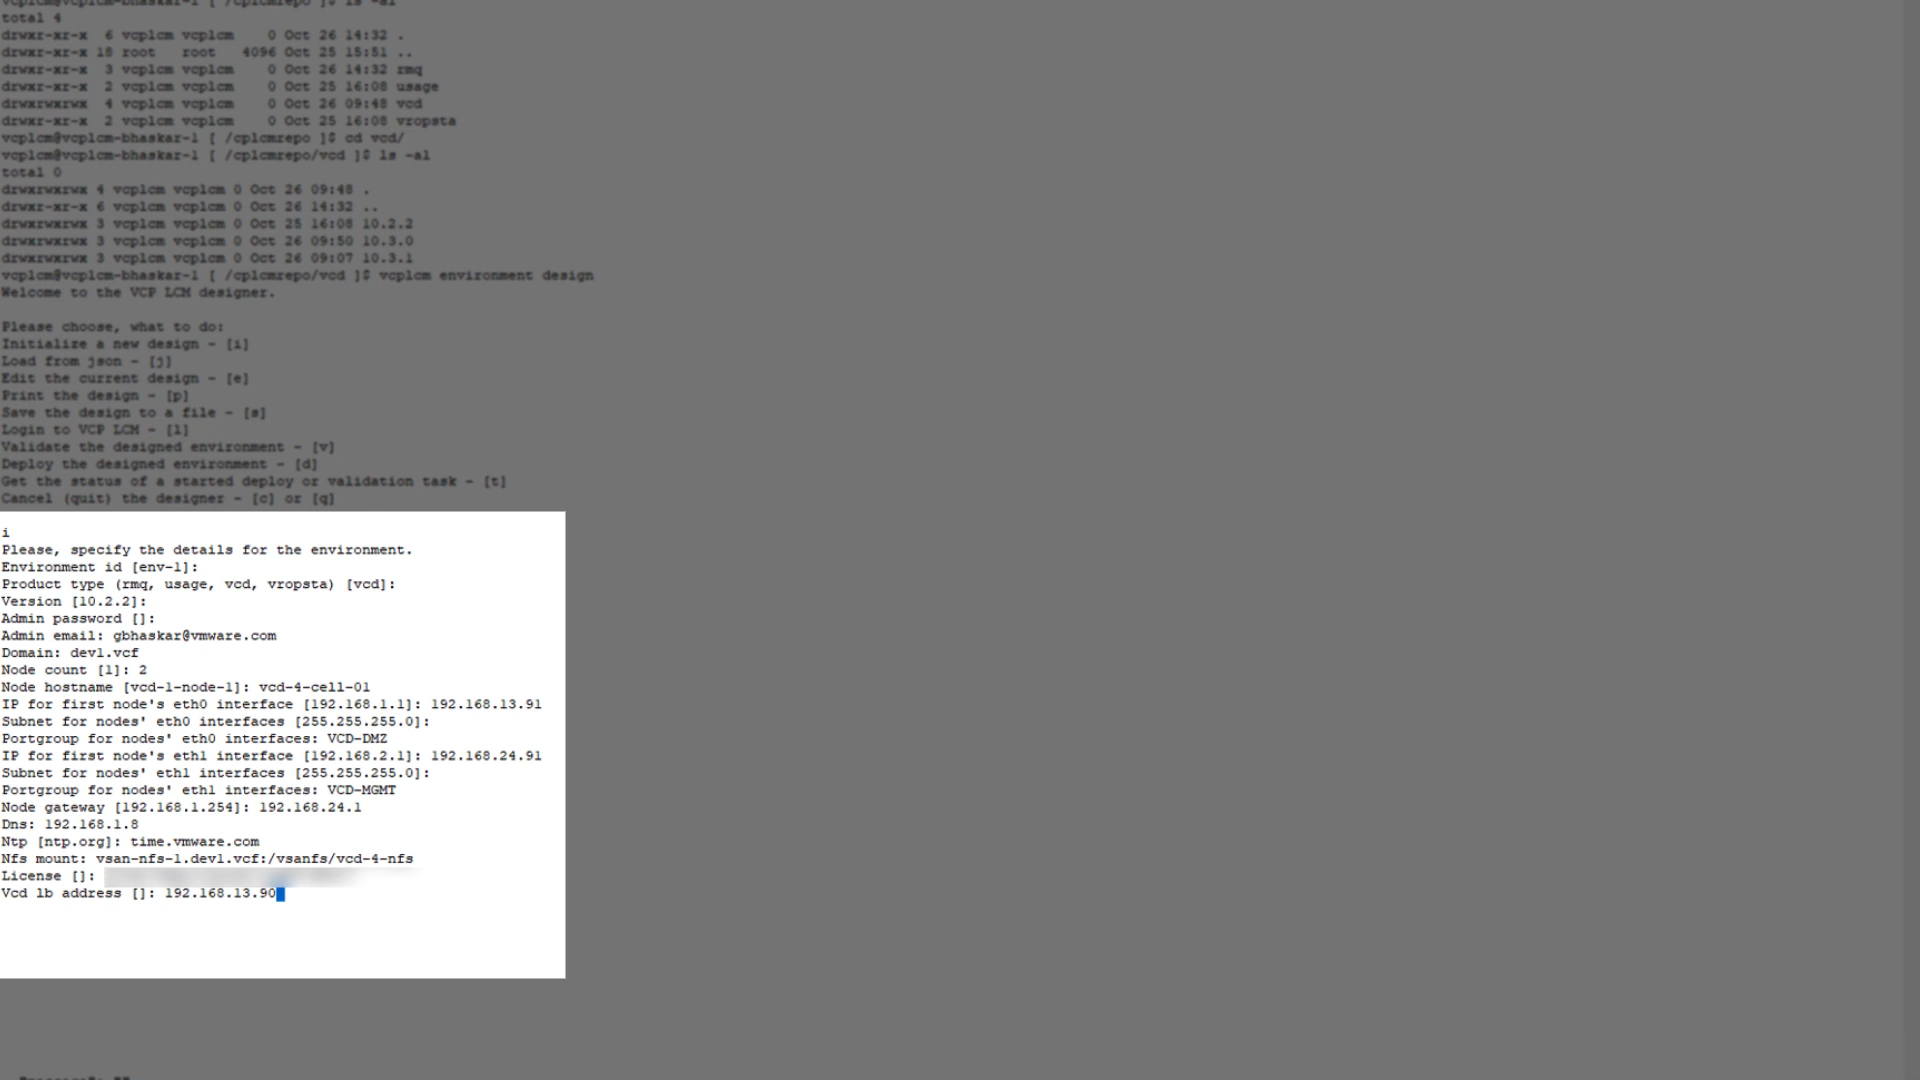 vcplcm@vcplcm-bhaskar-1 [ /cplcmrepo ]$ ls -al
total 4
drwxr-xr-x  6 vcplcm vcplcm    0 Oct 26 14:32 .
drwxr-xr-x 18 root   root   4096 Oct 25 15:51 ..
drwxr-xr-x  3 vcplcm vcplcm    0 Oct 26 14:32 rmq
drwxr-xr-x  2 vcplcm vcplcm    0 Oct 25 16:08 usage
drwxrwxrwx  4 vcplcm vcplcm    0 Oct 26 09:48 vcd
drwxr-xr-x  2 vcplcm vcplcm    0 Oct 25 16:08 vropsta
vcplcm@vcplcm-bhaskar-1 [ /cplcmrepo ]$ cd vcd/
vcplcm@vcplcm-bhaskar-1 [ /cplcmrepo/vcd ]$ ls -al
total 0
drwxrwxrwx 4 vcplcm vcplcm 0 Oct 26 09:48 .
drwxr-xr-x 6 vcplcm vcplcm 0 Oct 26 14:32 ..
drwxrwxrwx 3 vcplcm vcplcm 0 Oct 25 16:08 10.2.2
drwxrwxrwx 3 vcplcm vcplcm 0 Oct 26 09:50 10.3.0
drwxrwxrwx 3 vcplcm vcplcm 0 Oct 26 09:07 10.3.1
vcplcm@vcplcm-bhaskar-1 [ /cplcmrepo/vcd ]$ vcplcm environment design
Welcome to the VCP LCM designer.
Please choose, what to do:
Initialize a new design - [i]
Load from json - [j]
Edit the current design - [e]
Print the design - [p]
Save the design to a file - [s]
Login to VCP LCM - [l]
Validate the designed environment - [v]
Deploy the designed environment - [d]
Get the status of a started deploy or validation task - [t]
Cancel (quit) the designer - [c] or [q]
i
Please, specify the details for the environment.
Environment id [env-1]:
Product type (rmq, usage, vcd, vropsta) [vcd]:
Version [10.2.2]:
Admin password []:
Admin email: gbhaskar@vmware.com
Domain: dev1.vcf
Node count [1]: 2
Node hostname [vcd-1-node-1]: vcd-4-cell-01
IP for first node's eth0 interface [192.168.1.1]: 192.168.13.91
Subnet for nodes' eth0 interfaces [255.255.255.0]:
Portgroup for nodes' eth0 interfaces: VCD-DMZ
IP for first node's eth1 interface [192.168.2.1]: 192.168.24.91
Subnet for nodes' eth1 interfaces [255.255.255.0]:
Portgroup for nodes' eth1 interfaces: VCD-MGMT
Node gateway [192.168.1.254]: 192.168.24.1
Dns: 192.168.1.8
Ntp [ntp.org]: time.vmware.com
Nfs mount: vsan-nfs-1.dev1.vcf:/vsanfs/vcd-4-nfs
License []:
Vcd lb address []: 192.168.13.90